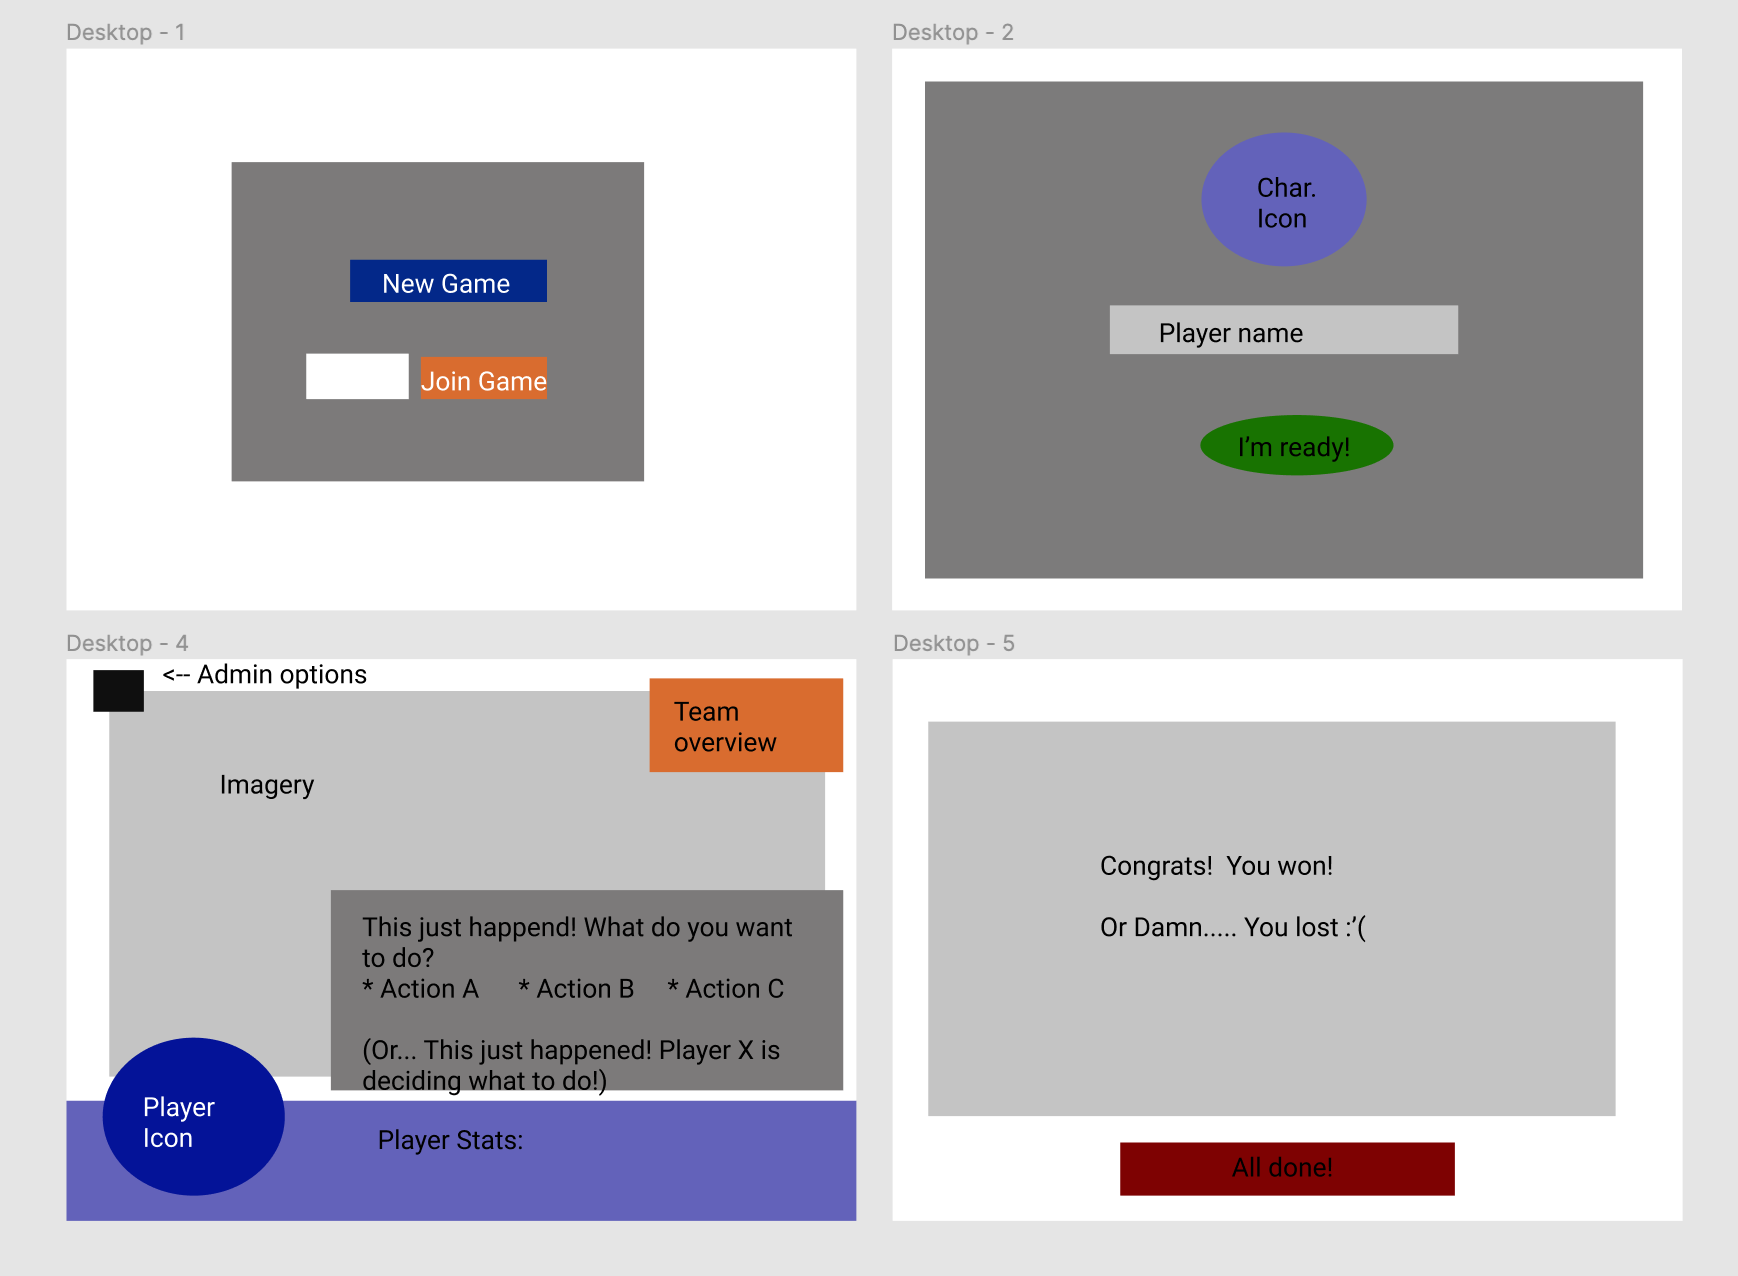 Desktop - 1
New Game
Join Game
Desktop - 2
Char.
Icon
Player name
I’m ready!
Desktop - 4
<-- Admin options
Team
overview
Imagery
This just happend! What do you want
to do?
* Action A * Action B * Action C
(Or... This just happened! Player X is
deciding what to do!)
Player
Icon
Player Stats:
Desktop - 5
Congrats! You won!
Or Damn..... You lost :’(
All done!